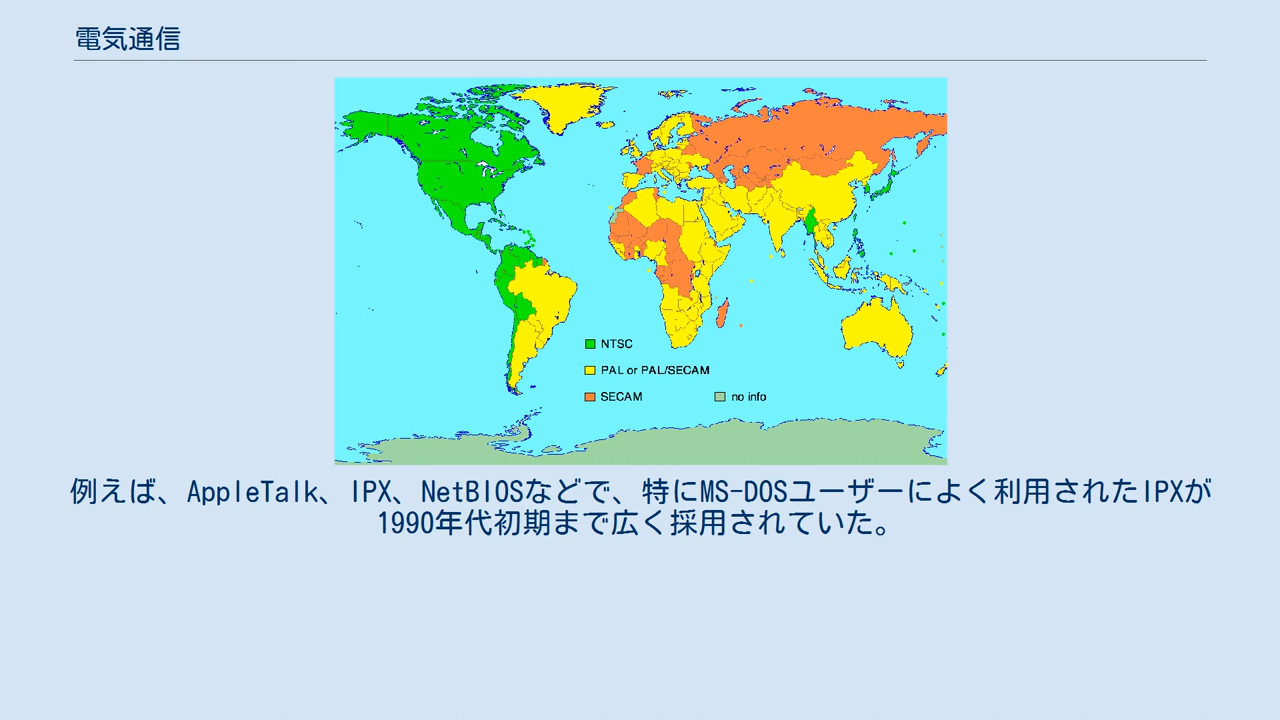 電気通信
NTSC
PAL or PAL/SECAM
SECAM
no info
例えば、AppleTalk、IPX、NetBIOSなどで、特にMS-DOSユーザーによく利用されたIPXが
1990年代初期まで広く採用されていた。